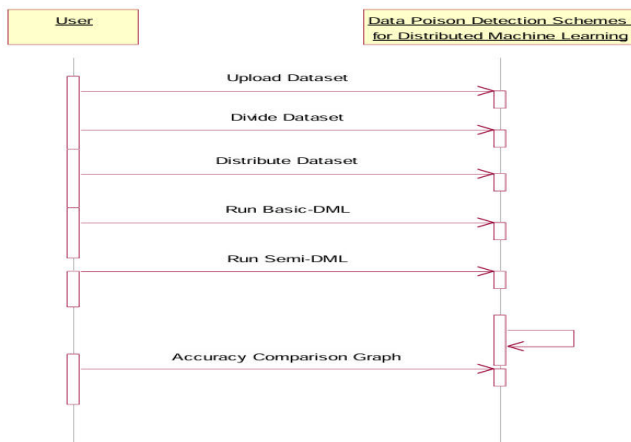 User
Data Poison Detection Schemes
for Distributed Machine Learning
Upload Dataset
Divide Dataset
Distribute Dataset
Run Basic-DML
Run Semi-DML
Accuracy Comparison Graph